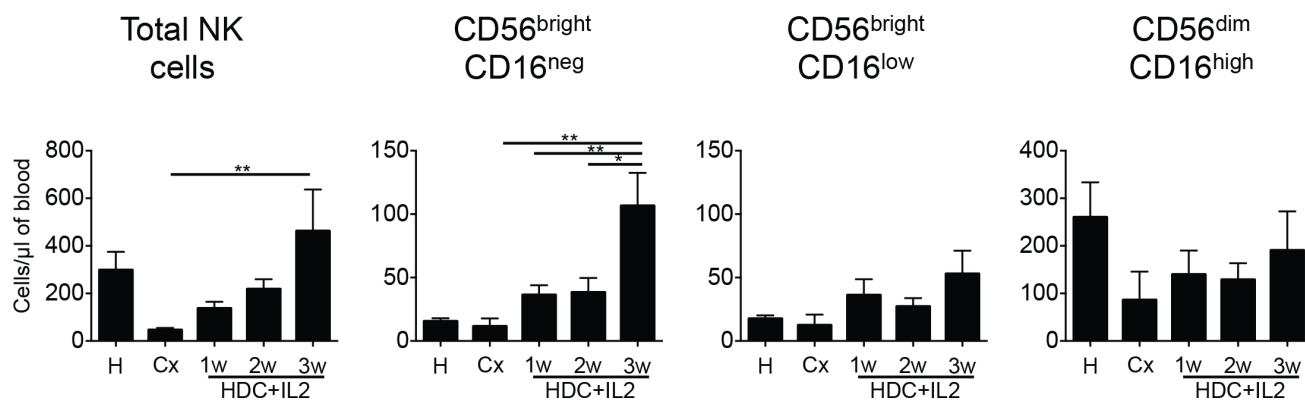 Total NK
cells
CD56bright
CD16neg
CD56bright
CD16low
CD56dim
CD16high
Cells/μl of blood
800
600
400
200
0
**
H Cx 1w 2w 3w
HDC+IL2
150
100
50
0
**
**
*
H Cx 1w 2w 3w
HDC+IL2
150
100
50
0
H Cx 1w 2w 3w
HDC+IL2
400
300
200
100
0
H Cx 1w 2w 3w
HDC+IL2